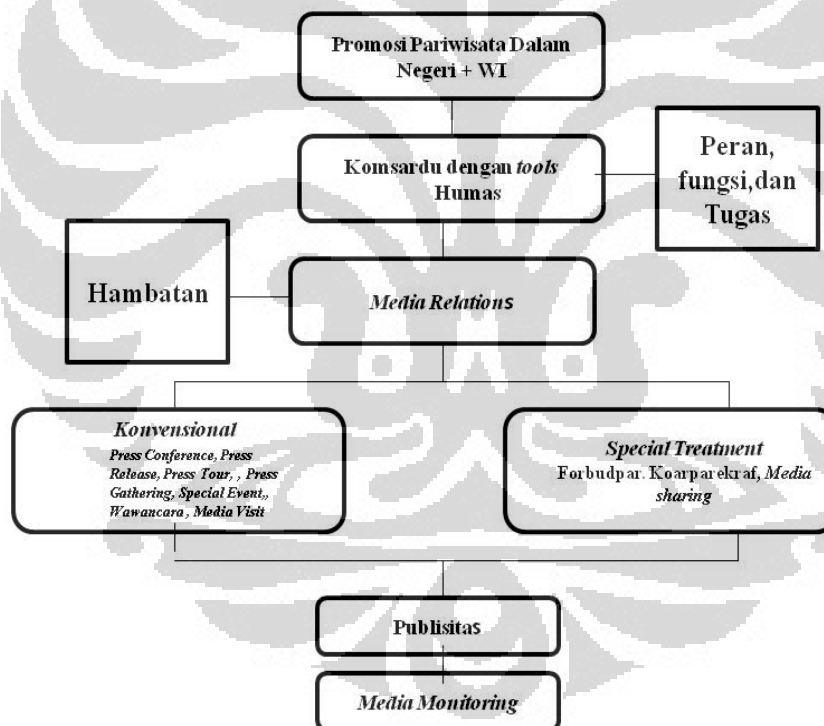 Promosi Pariwisata Dalam
Negeri + WI
Komsardu dengan tools
Humas
Peran,
fungsi,dan
Tugas
Hambatan
Media Relations
Konvensional
Press Conference, Press
Release, Press Tour, , Press
Gathering, Special Event,,
Wawancara , Media Visit
Special Treatment
Forbudpar. Koarparekraf, Media
sharing
Publisitas
Media Monitoring